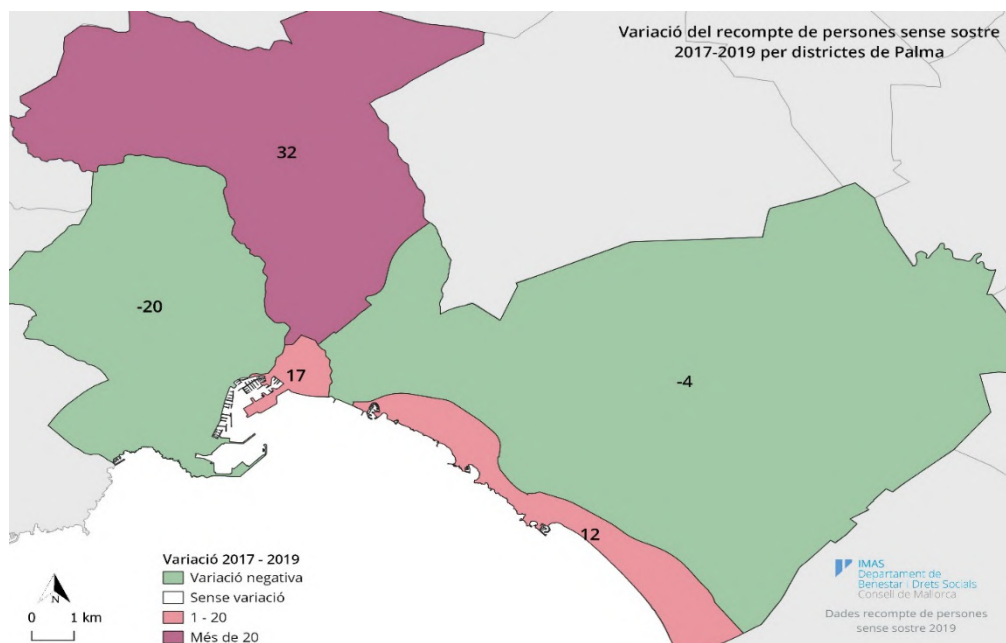 Variació del recompte de persones sense sostre
2017-2019 per districtes de Palma
32
-20
17
-4
12
Variació 2017 - 2019
Variació negativa
Sense variació
1 - 20
Més de 20
N
0 1 km
IMAS
Departament de
Benestar i Drets Socials
Consell de Mallorca
Dades recompte de persones
sense sostre 2019